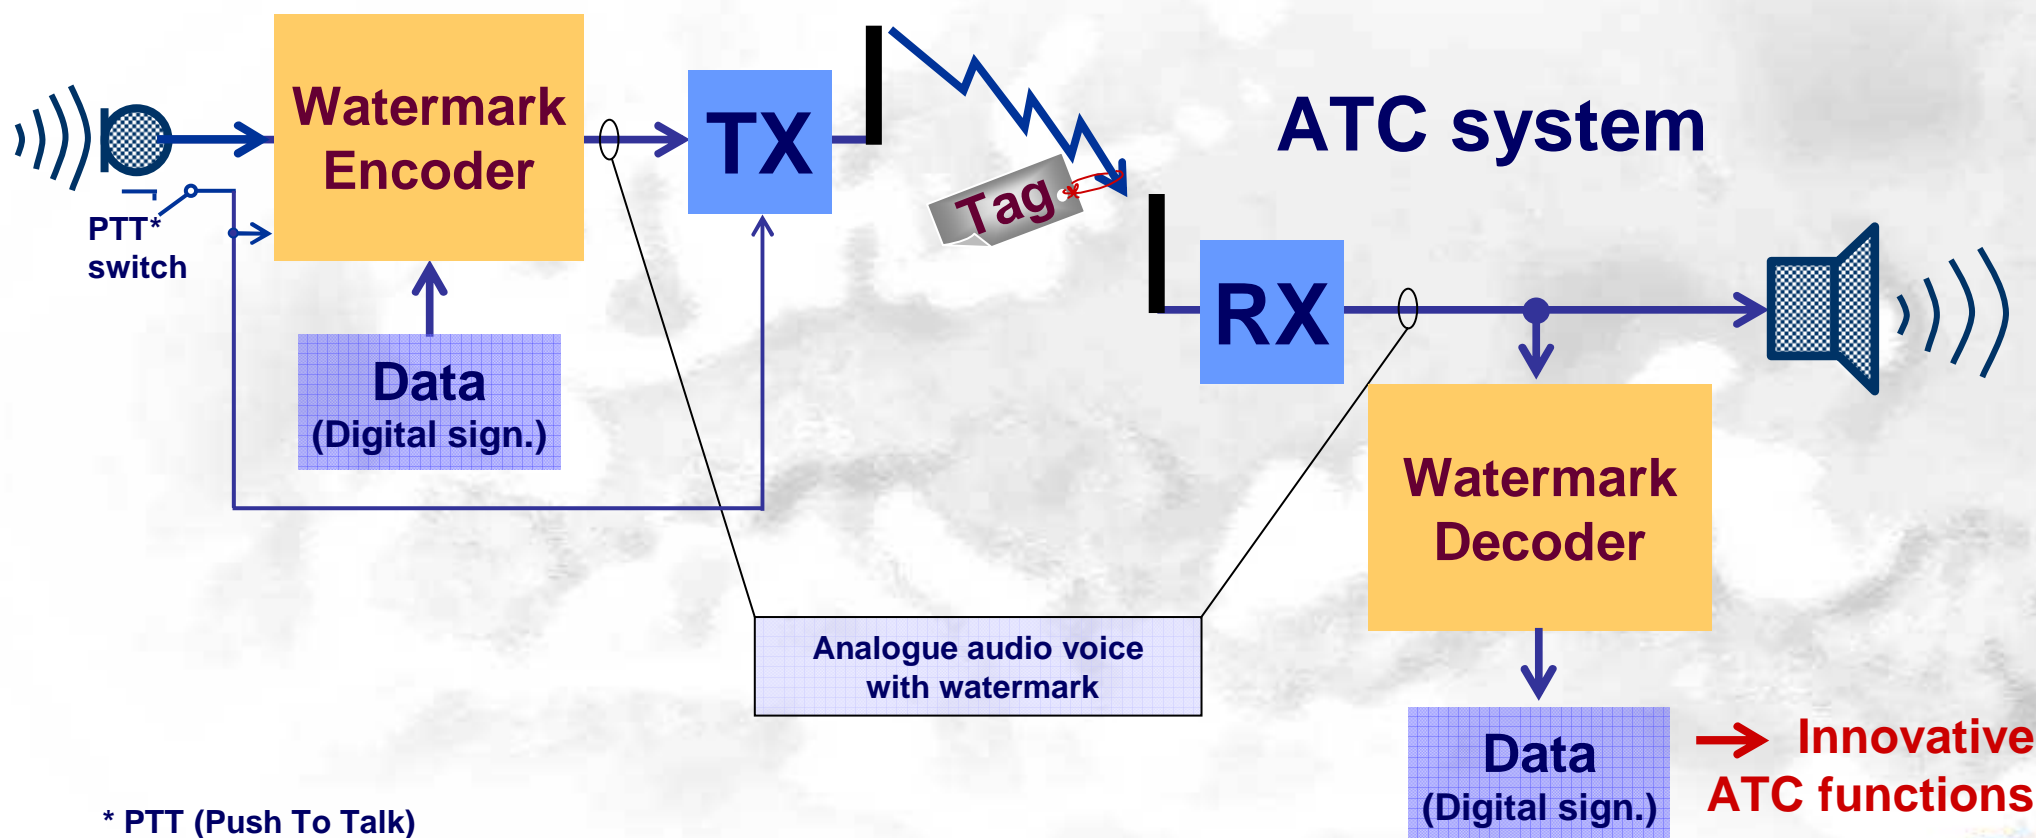 Watermark
Encoder
TX
ATC system
Tag
PTT*
switch
RX
Data
(Digital sign.)
Watermark
Decoder
Analogue audio voice
with watermark
Data
(Digital sign.)
Innovative
ATC functions
* PTT (Push To Talk)